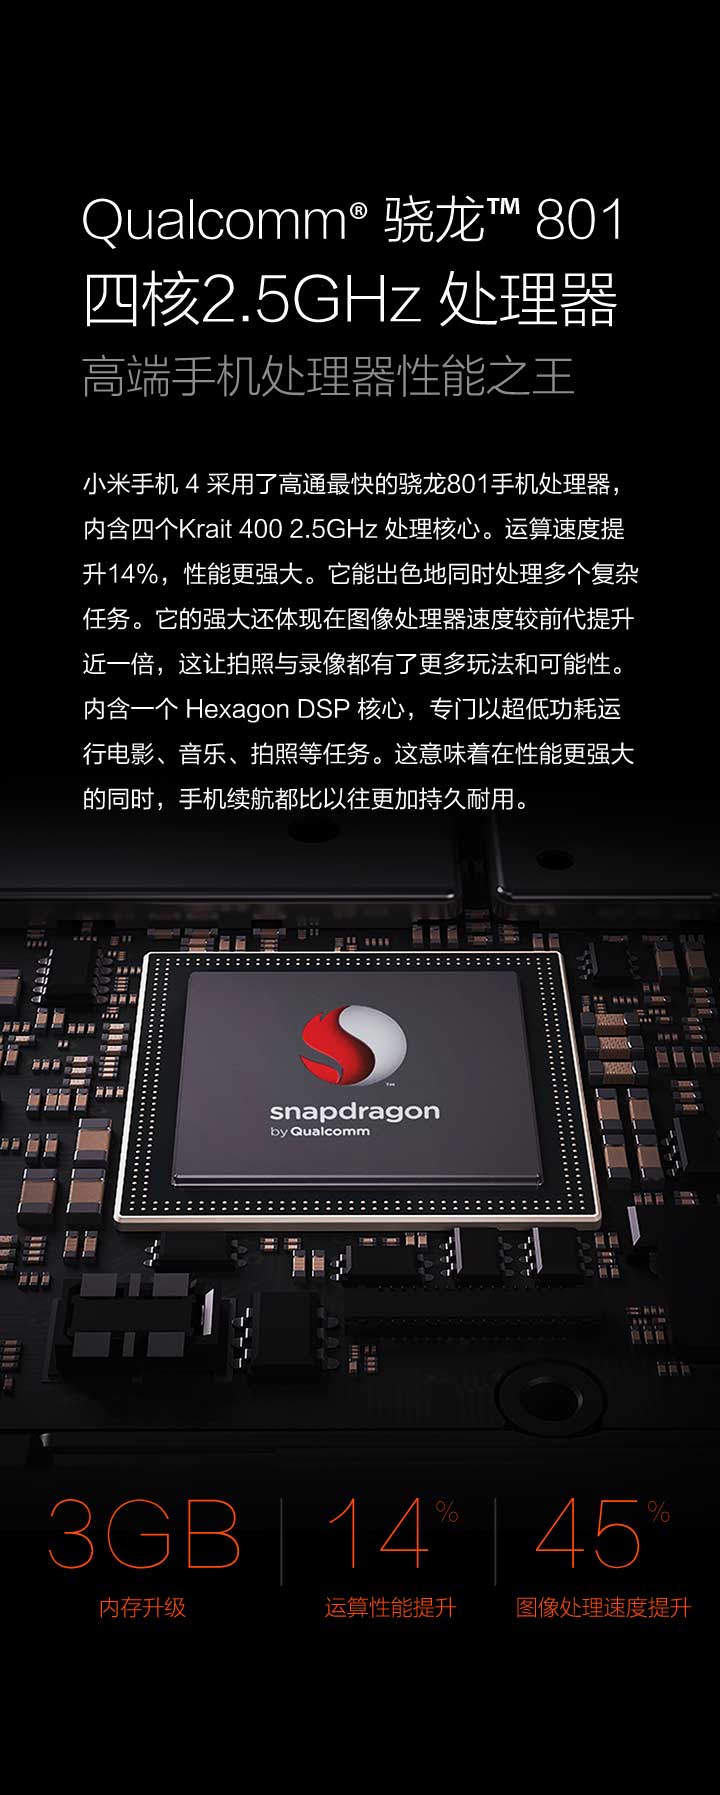 Qualcomm® 骁龙™ 801
四核2.5GHz 处理器
高端手机处理器性能之王
小米手机 4 采用了高通最快的骁龙801手机处理器，
内含四个Krait 400 2.5GHz 处理核心。运算速度提
升14%，性能更强大。它能出色地同时处理多个复杂
任务。它的强大还体现在图像处理器速度较前代提升
近一倍，这让拍照与录像都有了更多玩法和可能性。
内含一个 Hexagon DSP 核心，专门以超低功耗运
行电影、音乐、拍照等任务。这意味着在性能更强大
的同时，手机续航都比以往更加持久耐用。
™
snapdragon
by Qualcomm
3GB 14% 45%
内存升级 运算性能提升 图像处理速度提升